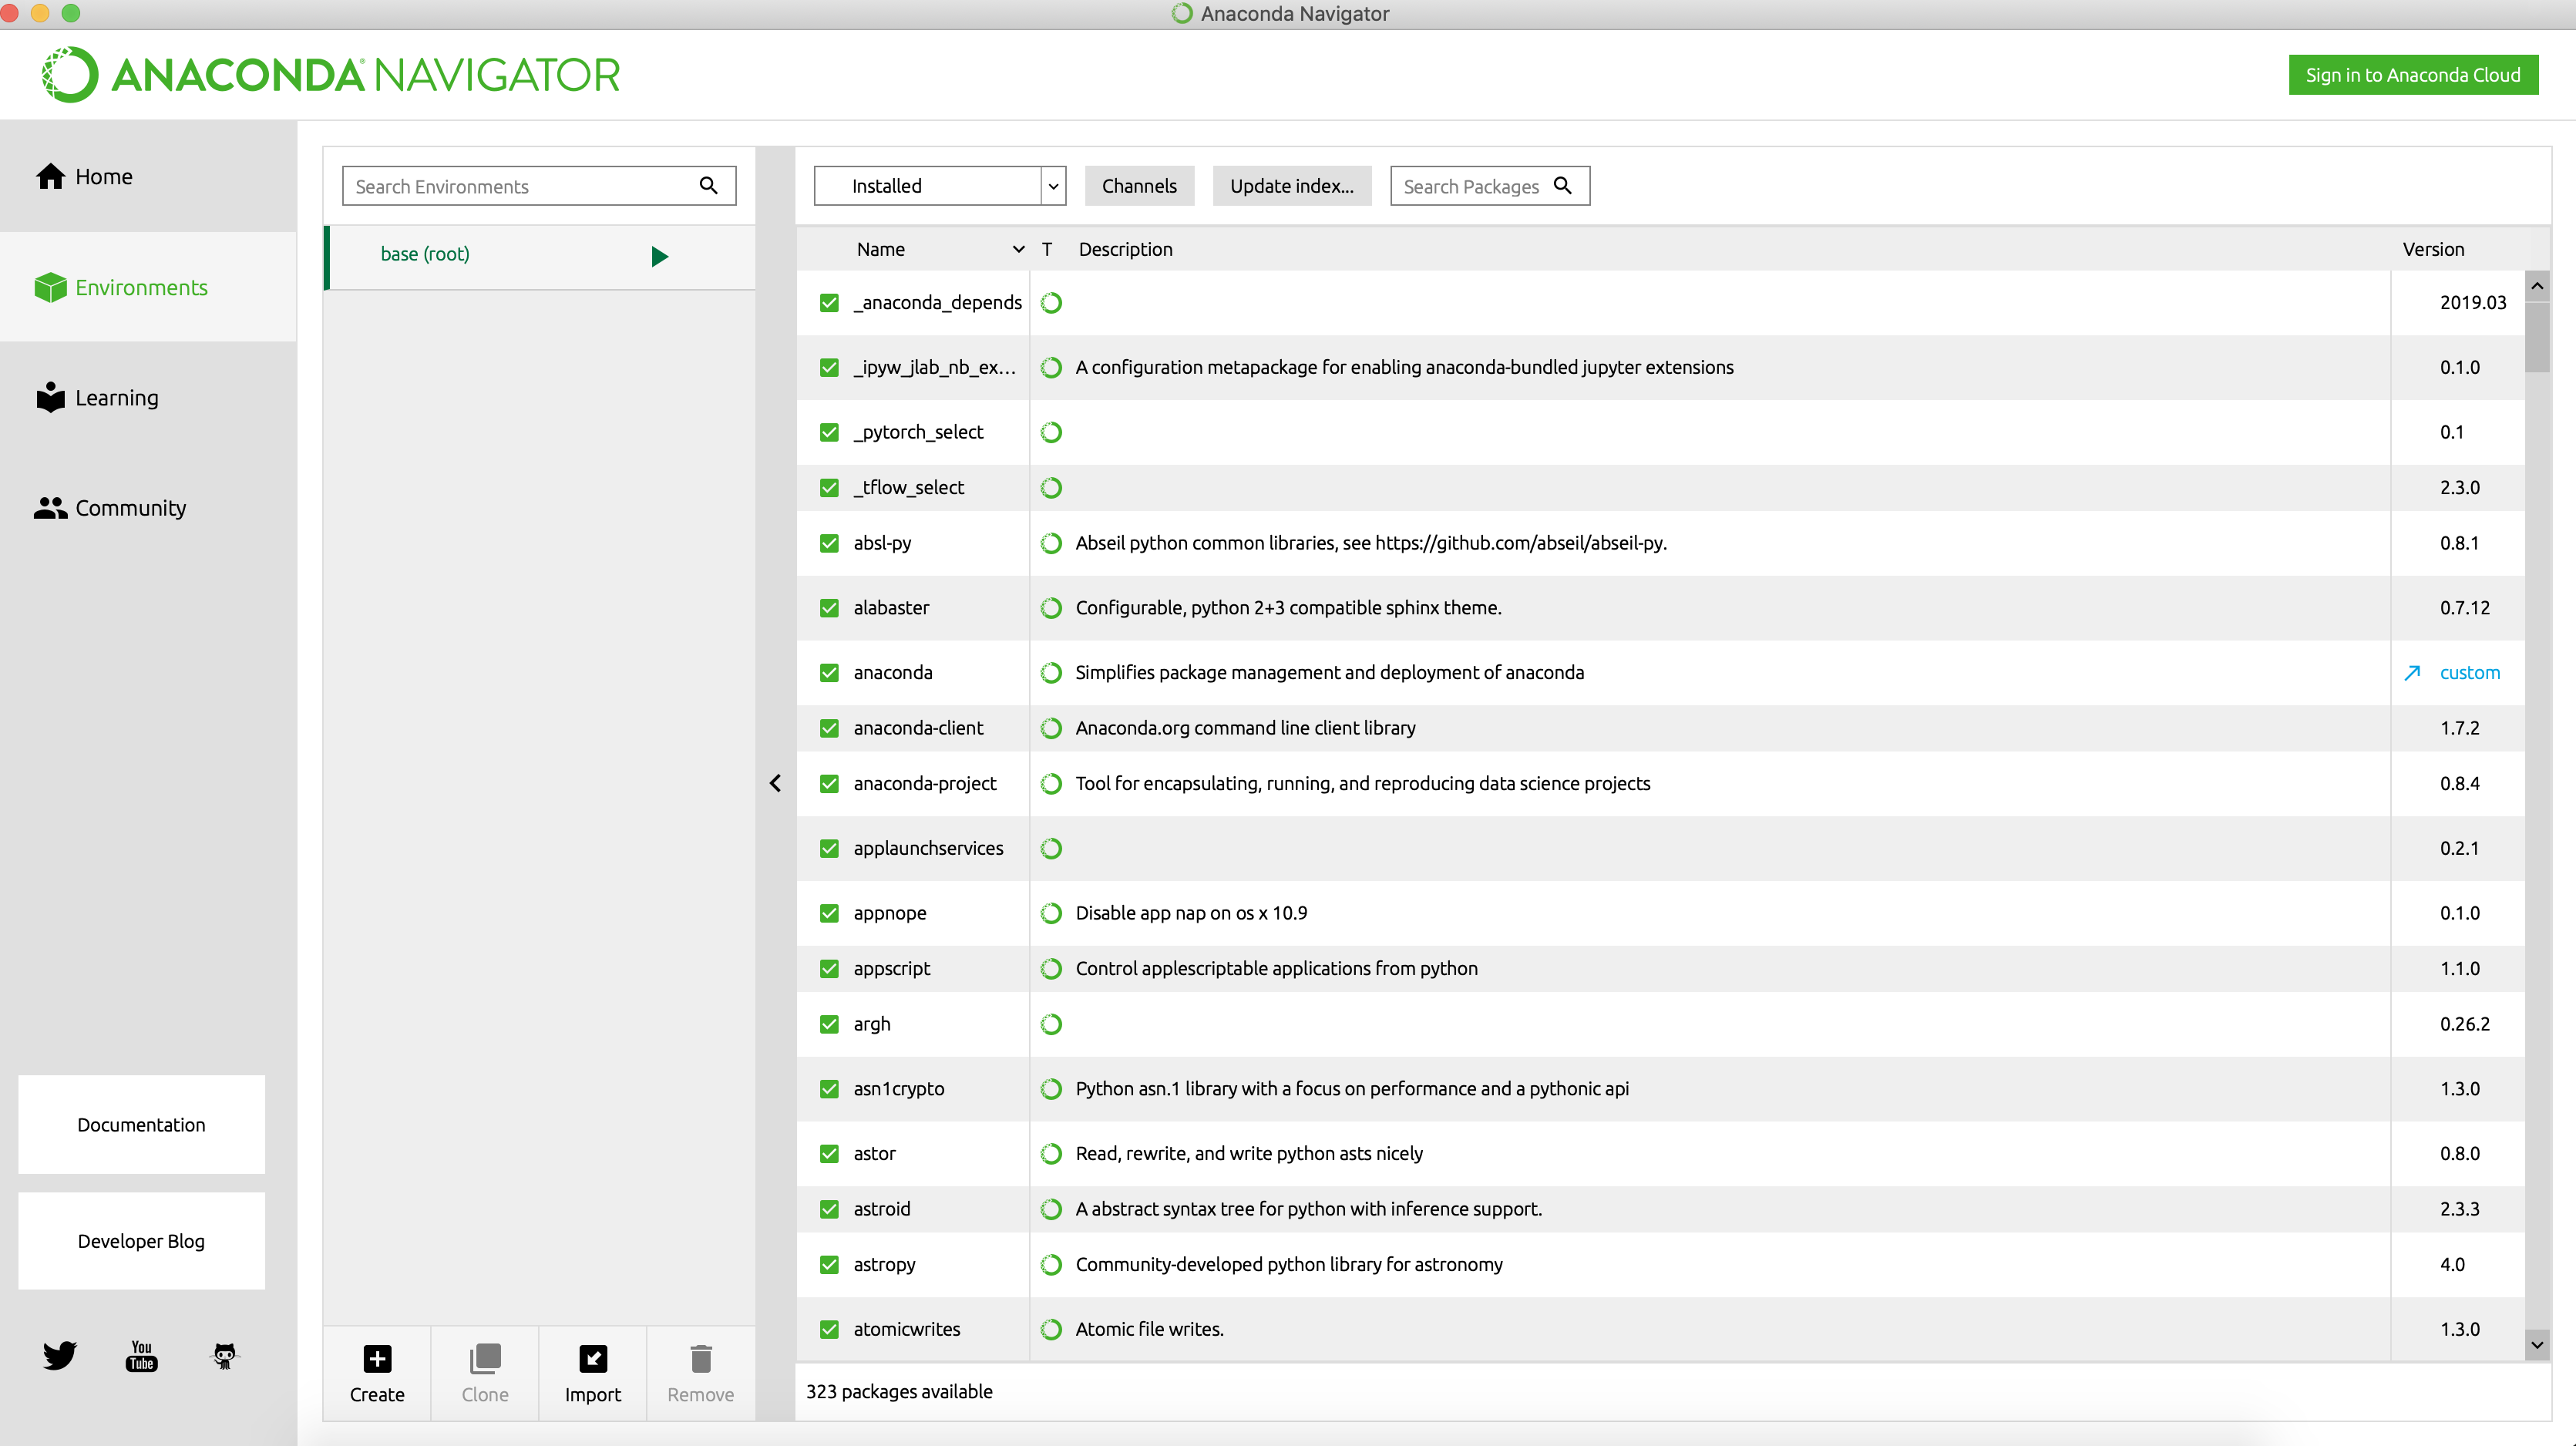 Anaconda Navigator
ANACONDA NAVIGATOR
Sign in to Anaconda Cloud
Home
Environments
Learning
Community
Documentation
Developer Blog
You
Tube
Search Environments
base (root)
Create
Clone
Import
Remove
Installed
Channels
Update index...
Search Packages
Name T Description Version
_anaconda_depends 2019.03
_ipyw_jlab_nb_ex... A configuration metapackage for enabling anaconda-bundled jupyter extensions 0.1.0
_pytorch_select 0.1
_tflow_select 2.3.0
absl-py Abseil python common libraries, see https://github.com/abseil/abseil-py. 0.8.1
alabaster Configurable, python 2+3 compatible sphinx theme. 0.7.12
anaconda Simplifies package management and deployment of anaconda custom
anaconda-client Anaconda.org command line client library 1.7.2
anaconda-project Tool for encapsulating, running, and reproducing data science projects 0.8.4
applaunchservices 0.2.1
appnope Disable app nap on os x 10.9 0.1.0
appscript Control applescriptable applications from python 1.1.0
argh 0.26.2
asn1crypto Python asn.1 library with a focus on performance and a pythonic api 1.3.0
astor Read, rewrite, and write python asts nicely 0.8.0
astroid A abstract syntax tree for python with inference support. 2.3.3
astropy Community-developed python library for astronomy 4.0
atomicwrites Atomic file writes. 1.3.0
323 packages available